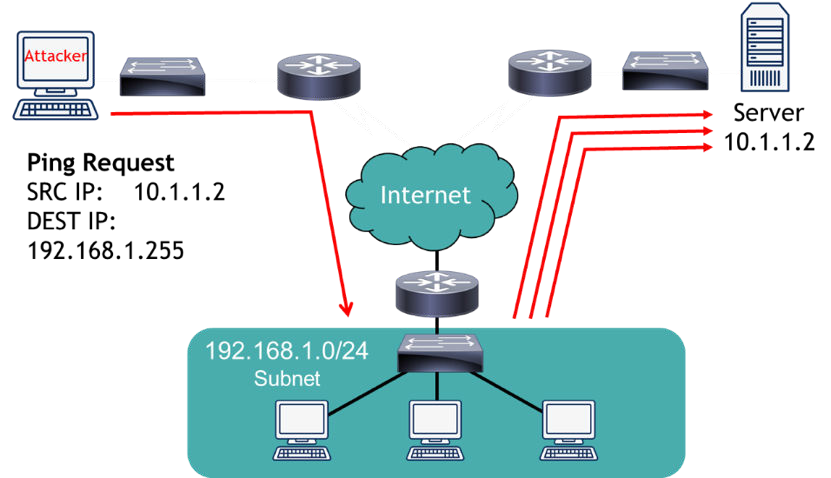 Attacker
Server
10.1.1.2
Ping Request
SRC IP: 10.1.1.2
DEST IP:
192.168.1.255
Internet
192.168.1.0/24
Subnet